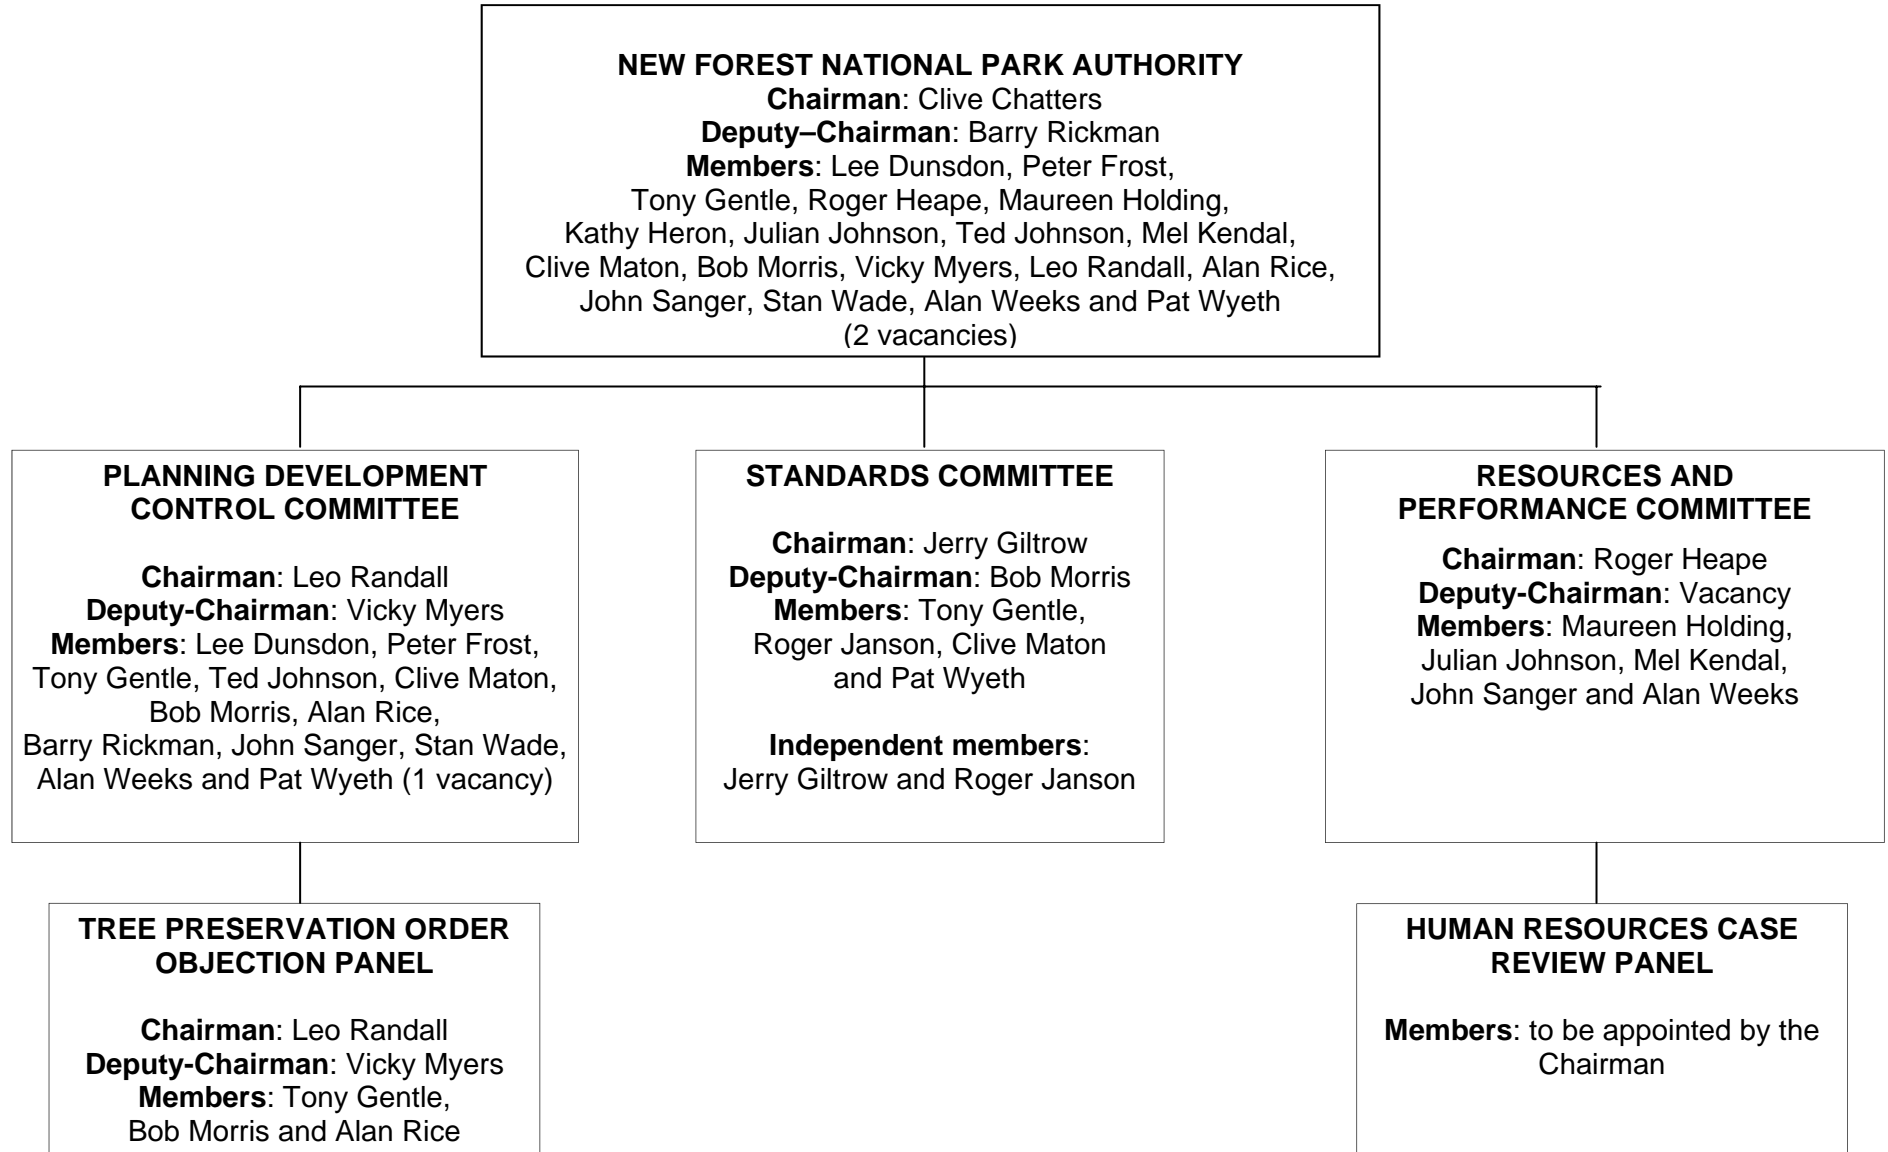 NEW FOREST NATIONAL PARK AUTHORITY
Chairman: Clive Chatters
Deputy–Chairman: Barry Rickman
Members: Lee Dunsdon, Peter Frost,
Tony Gentle, Roger Heape, Maureen Holding,
Kathy Heron, Julian Johnson, Ted Johnson, Mel Kendal,
Clive Maton, Bob Morris, Vicky Myers, Leo Randall, Alan Rice,
John Sanger, Stan Wade, Alan Weeks and Pat Wyeth
(2 vacancies)
PLANNING DEVELOPMENT
CONTROL COMMITTEE
Chairman: Leo Randall
Deputy-Chairman: Vicky Myers
Members: Lee Dunsdon, Peter Frost,
Tony Gentle, Ted Johnson, Clive Maton,
Bob Morris, Alan Rice,
Barry Rickman, John Sanger, Stan Wade,
Alan Weeks and Pat Wyeth (1 vacancy)
STANDARDS COMMITTEE
Chairman: Jerry Giltrow
Deputy-Chairman: Bob Morris
Members: Tony Gentle,
Roger Janson, Clive Maton
and Pat Wyeth
Independent members:
Jerry Giltrow and Roger Janson
RESOURCES AND
PERFORMANCE COMMITTEE
Chairman: Roger Heape
Deputy-Chairman: Vacancy
Members: Maureen Holding,
Julian Johnson, Mel Kendal,
John Sanger and Alan Weeks
TREE PRESERVATION ORDER
OBJECTION PANEL
Chairman: Leo Randall
Deputy-Chairman: Vicky Myers
Members: Tony Gentle,
Bob Morris and Alan Rice
HUMAN RESOURCES CASE
REVIEW PANEL
Members: to be appointed by the
Chairman